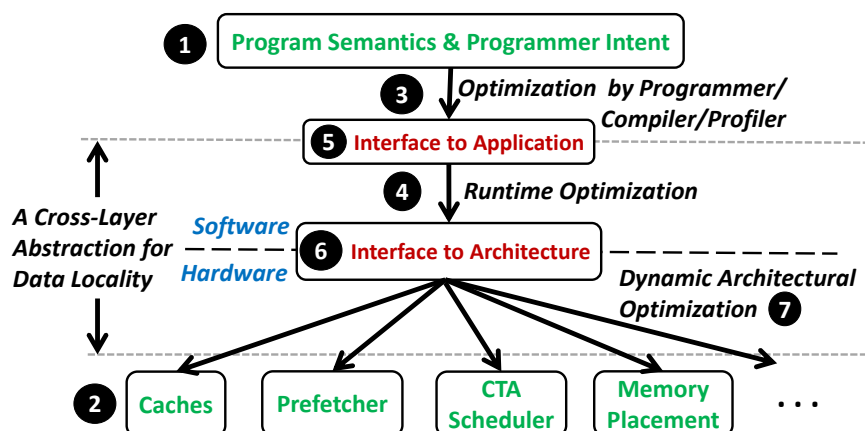 1
Program Semantics & Programmer Intent
3
Optimization by Programmer/
Compiler/Profiler
5
Interface to Application
4
Runtime Optimization
A Cross-Layer
Abstraction for
Data Locality
Software
Hardware
6
Interface to Architecture
Dynamic Architectural
Optimization 7
2
Caches
Prefetcher
CTA
Scheduler
Memory
Placement
. . .